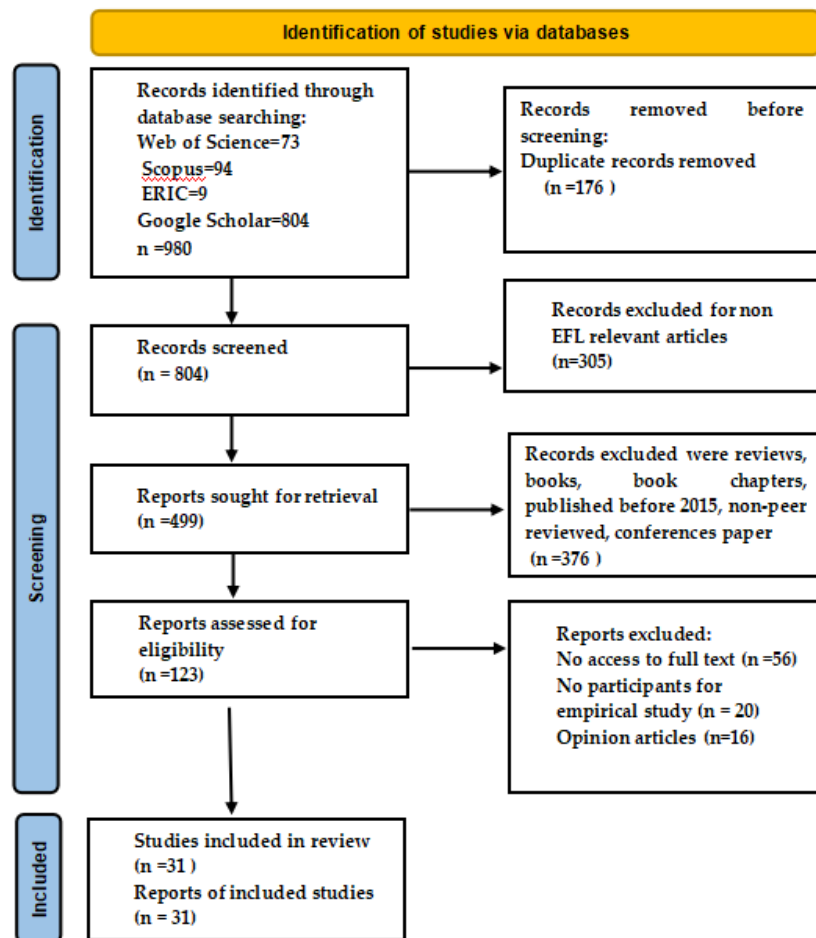 Identification of studies via databases
Identification
Records identified through
database searching:
Web of Science=73
Scopus=94
ERIC=9
Google Scholar=804
n =980
Records removed before
screening:
Duplicate records removed
(n =176 )
Screening
Records screened
(n = 804)
Records excluded for non
EFL relevant articles
(n=305)
Reports sought for retrieval
(n =499)
Records excluded were reviews,
books, book chapters,
published before 2015, non-peer
reviewed, conferences paper
(n =376 )
Reports assessed for
eligibility
(n =123)
Reports excluded:
No access to full text (n =56)
No participants for
empirical study (n = 20)
Opinion articles (n=16)
Included
Studies included in review
(n =31 )
Reports of included studies
(n = 31)